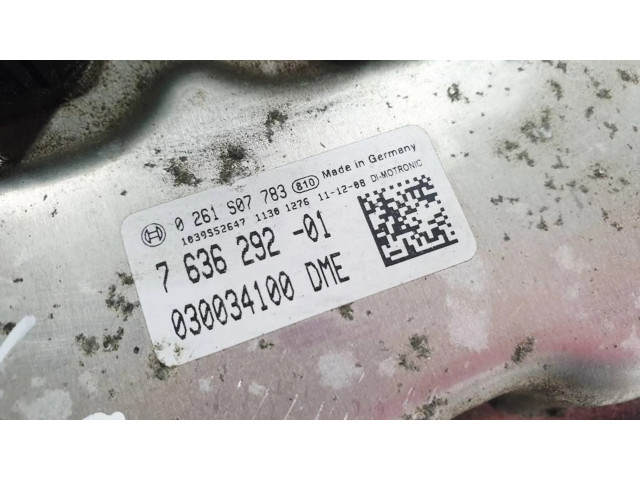 0 261 S07 783 810 Made in Germany
1039S52647 1130 1276 11-12-08 DI-MOTRONIC
7 636 292 -01
030034100 DME